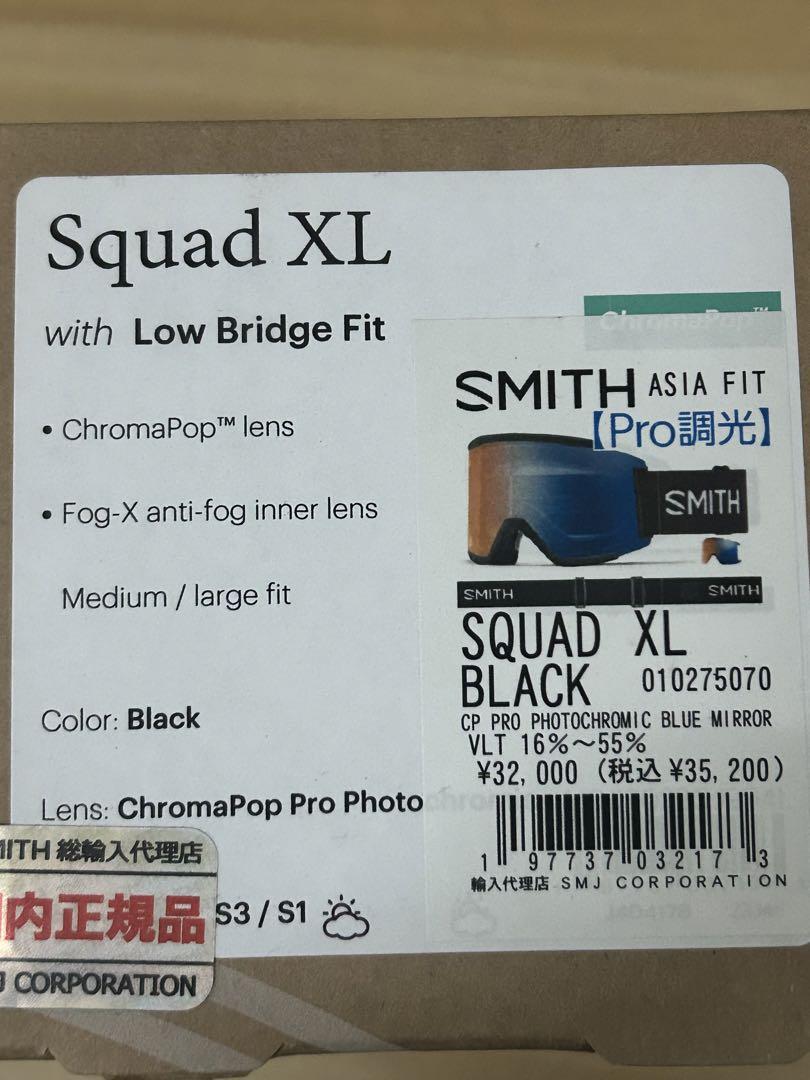 Squad XL
with Low Bridge Fit
• ChromaPop™ lens
• Fog-X anti-fog inner lens
Medium / large fit
Color: Black
Lens: ChromaPop Pro Photo
S3 / S1
ChromaPop™
SMITH ASIA FIT
【Pro調光】
SMITH
SMITH SMITH
SQUAD XL
BLACK 010275070
CP PRO PHOTOCHROMIC BLUE MIRROR
VLT 16%～55%
¥32,000 (税込¥35,200)
1 97737 03217 3
輸入代理店 SMJ CORPORATION
ITH 総輸入代理店
内正規品
J CORPORATION